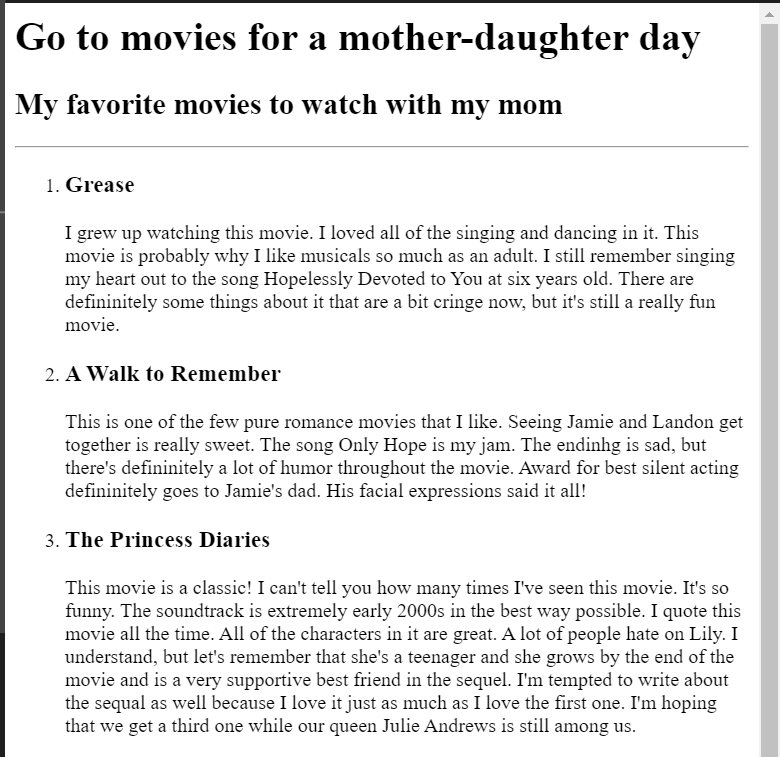 Go to movies for a mother-daughter day
My favorite movies to watch with my mom
1. Grease
I grew up watching this movie. I loved all of the singing and dancing in it. This
movie is probably why I like musicals so much as an adult. I still remember singing
my heart out to the song Hopelessly Devoted to You at six years old. There are
defininitely some things about it that are a bit cringe now, but it's still a really fun
movie.
2. A Walk to Remember
This is one of the few pure romance movies that I like. Seeing Jamie and Landon get
together is really sweet. The song Only Hope is my jam. The endinhg is sad, but
there's defininitely a lot of humor throughout the movie. Award for best silent acting
defininitely goes to Jamie's dad. His facial expressions said it all!
3. The Princess Diaries
This movie is a classic! I can't tell you how many times I've seen this movie. It's so
funny. The soundtrack is extremely early 2000s in the best way possible. I quote this
movie all the time. All of the characters in it are great. A lot of people hate on Lily. I
understand, but let's remember that she's a teenager and she grows by the end of the
movie and is a very supportive best friend in the sequel. I'm tempted to write about
the sequal as well because I love it just as much as I love the first one. I'm hoping
that we get a third one while our queen Julie Andrews is still among us.